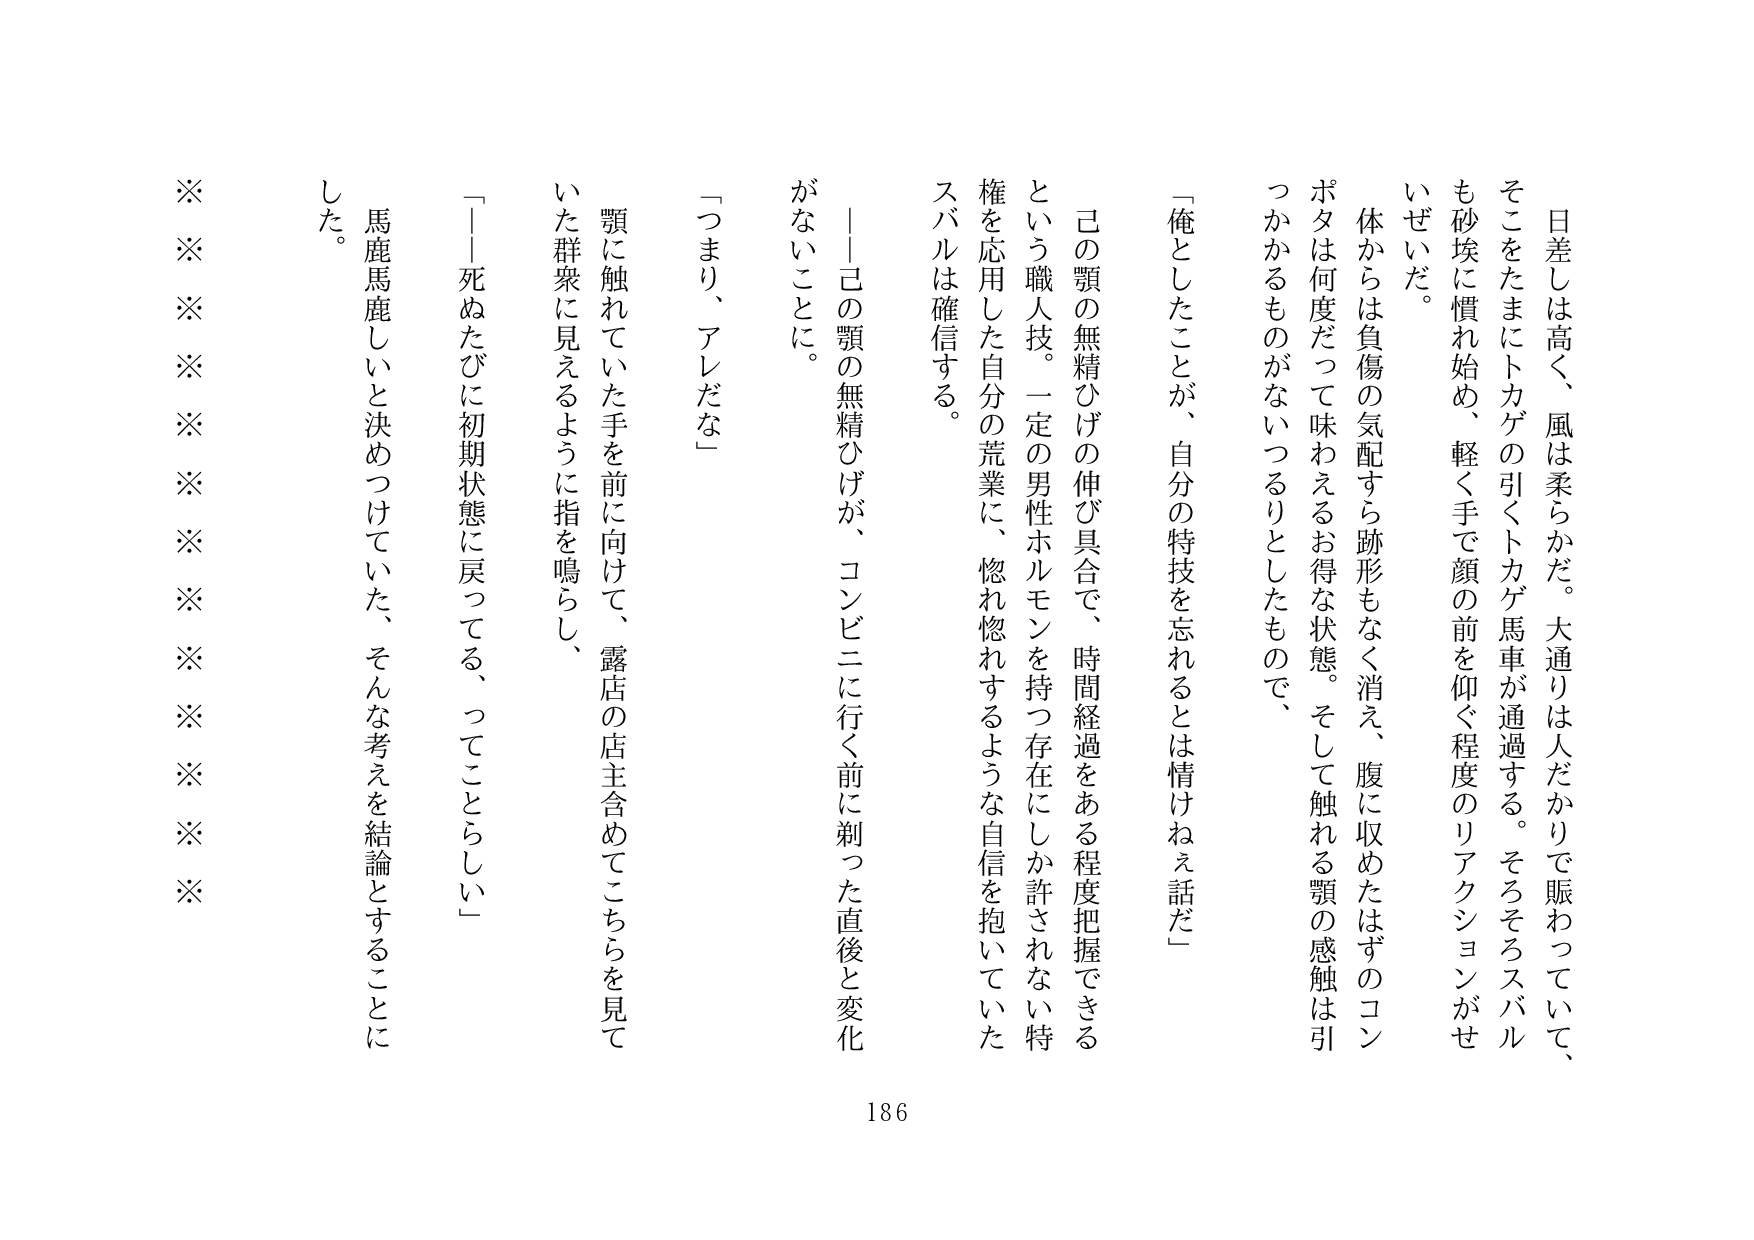 日差しは高く、風は柔らかだ。大通りは人だかりで賑わっていて、
そこをたまにトカゲの引くトカゲ馬車が通過する。そろそろスバル
も砂埃に慣れ始め、軽く手で顔の前を仰ぐ程度のリアクションがせ
いぜいだ。
　体からは負傷の気配すら跡形もなく消え、腹に収めたはずのコン
ポタは何度だって味わえるお得な状態。そして触れる顎の感触は引
っかかるものがないつるりとしたもので、
「俺としたことが、自分の特技を忘れるとは情けねぇ話だ」
　己の顎の無精ひげの伸び具合で、時間経過をある程度把握できる
という職人技。一定の男性ホルモンを持つ存在にしか許されない特
権を応用した自分の荒業に、惚れ惚れするような自信を抱いていた
スバルは確信する。
　――己の顎の無精ひげが、コンビニに行く前に剃った直後と変化
がないことに。
「つまり、アレだな」
　顎に触れていた手を前に向けて、露店の店主含めてこちらを見て
いた群衆に見えるように指を鳴らし、
「――死ぬたびに初期状態に戻ってる、ってことらしい」
　馬鹿馬鹿しいと決めつけていた、そんな考えを結論とすることに
した。
※　※　※　※　※　※　※　※　※　※　※　※　※
186